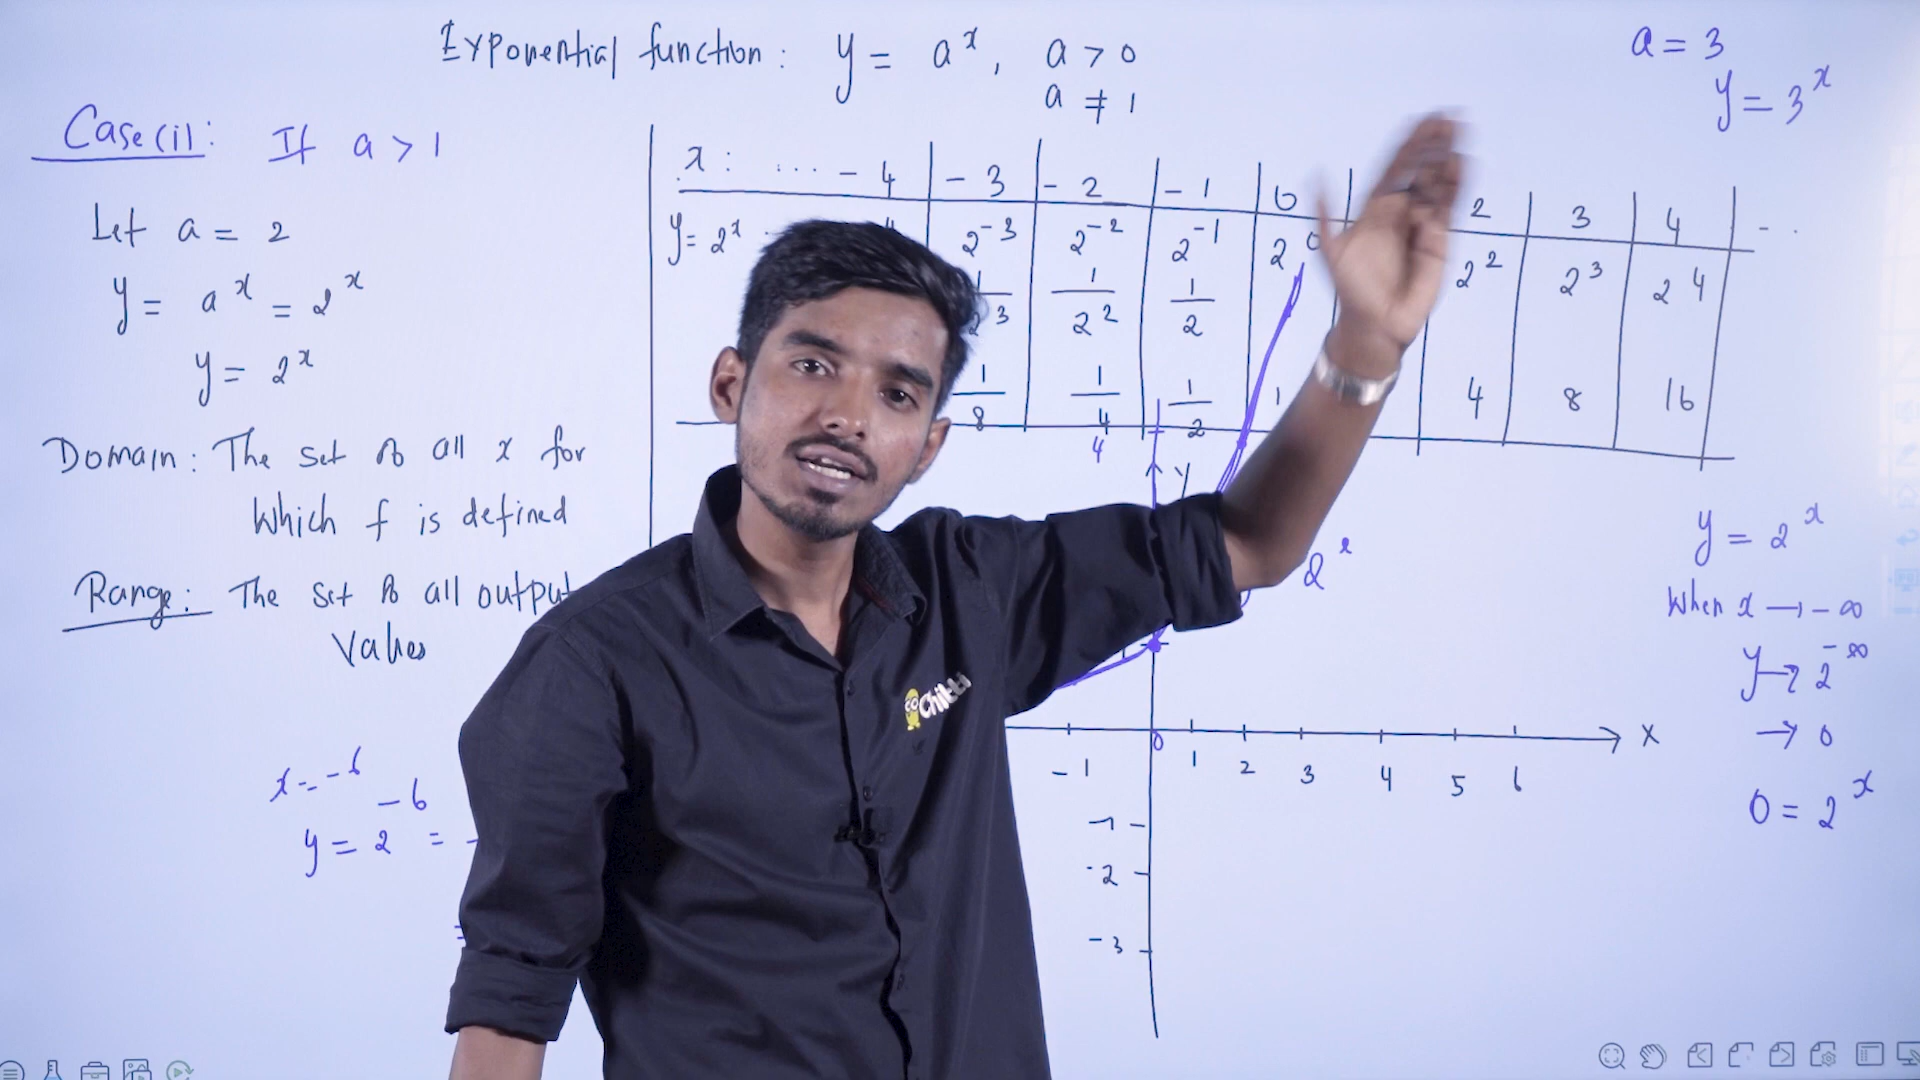 Exponential function: y = a^x, a > 0
a ≠ 1
a = 3
y = 3^x
Case(i): If a > 1
Let a = 2
y = a^x = 2^x
y = 2^x
Domain: The set of all x for
which f is defined
Range: The set of all output
Values
x = -6
y = 2^-6 =
x: ... -4 | -3 | -2 | -1 | 0 | 2 | 3 | 4 | ...
y = 2^x | 2^-3 | 2^-2 | 2^-1 | 2^0 | 2^2 | 2^3 | 2^4
1/2^3 | 1/2^2 | 1/2
1/8 | 1/4 | 1/2 | 1 | 4 | 8 | 16
4
Y
2^x
-1 0 1 2 3 4 5 6 X
-1
-2
-3
y = 2^x
When x → -∞
y → 2^-∞
→ 0
0 = 2^x